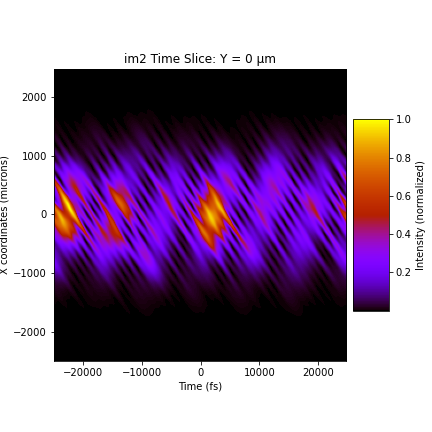 im2 Time Slice: Y = 0 μm
X coordinates (microns)
2000
1000
0
−1000
−2000
−20000 −10000 0 10000 20000
Time (fs)
1.0
0.8
0.6
0.4
0.2
Intensity (normalized)